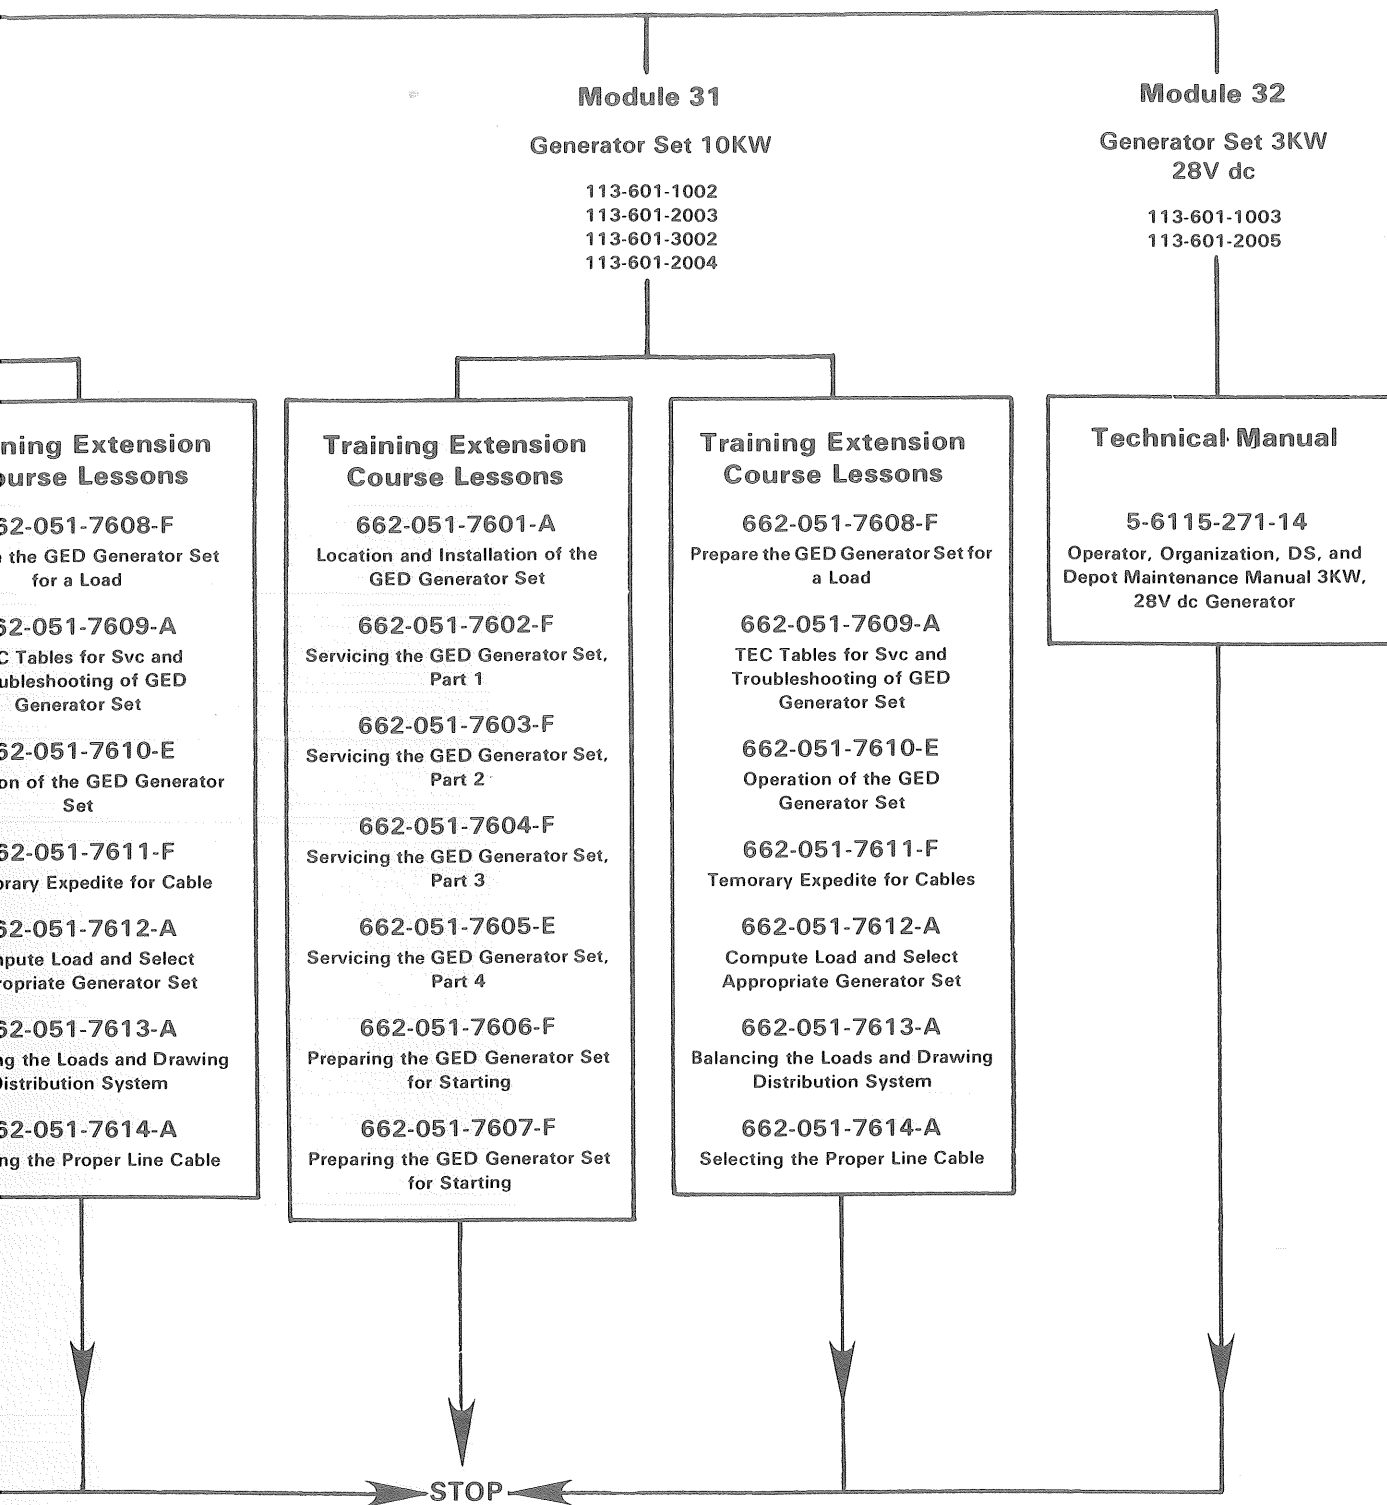 Module 31
Generator Set 10KW
113-601-1002
113-601-2003
113-601-3002
113-601-2004
Module 32
Generator Set 3KW
28V dc
113-601-1003
113-601-2005
ning Extension
ourse Lessons
62-051-7608-F
the GED Generator Set
for a Load
62-051-7609-A
C Tables for Svc and
ubleshooting of GED
Generator Set
62-051-7610-E
on of the GED Generator
Set
62-051-7611-F
orary Expedite for Cable
62-051-7612-A
pute Load and Select
ropriate Generator Set
62-051-7613-A
ng the Loads and Drawing
istribution System
62-051-7614-A
ng the Proper Line Cable
Training Extension
Course Lessons
662-051-7601-A
Location and Installation of the
GED Generator Set
662-051-7602-F
Servicing the GED Generator Set,
Part 1
662-051-7603-F
Servicing the GED Generator Set,
Part 2
662-051-7604-F
Servicing the GED Generator Set,
Part 3
662-051-7605-E
Servicing the GED Generator Set,
Part 4
662-051-7606-F
Preparing the GED Generator Set
for Starting
662-051-7607-F
Preparing the GED Generator Set
for Starting
Training Extension
Course Lessons
662-051-7608-F
Prepare the GED Generator Set for
a Load
662-051-7609-A
TEC Tables for Svc and
Troubleshooting of GED
Generator Set
662-051-7610-E
Operation of the GED
Generator Set
662-051-7611-F
Temorary Expedite for Cables
662-051-7612-A
Compute Load and Select
Appropriate Generator Set
662-051-7613-A
Balancing the Loads and Drawing
Distribution System
662-051-7614-A
Selecting the Proper Line Cable
Technical Manual
5-6115-271-14
Operator, Organization, DS, and
Depot Maintenance Manual 3KW,
28V dc Generator
STOP